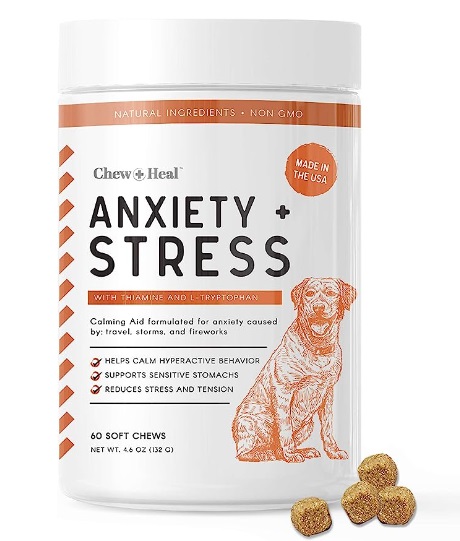 NATURAL INGREDIENTS • NON GMO
Chew + Heal™
MADE IN
THE USA
ANXIETY +
STRESS
WITH THIAMINE AND L-TRYPTOPHAN
Calming Aid formulated for anxiety caused
by: travel, storms, and fireworks
HELPS CALM HYPERACTIVE BEHAVIOR
SUPPORTS SENSITIVE STOMACHS
REDUCES STRESS AND TENSION
60 SOFT CHEWS
NET WT. 4.6 OZ (132 G)